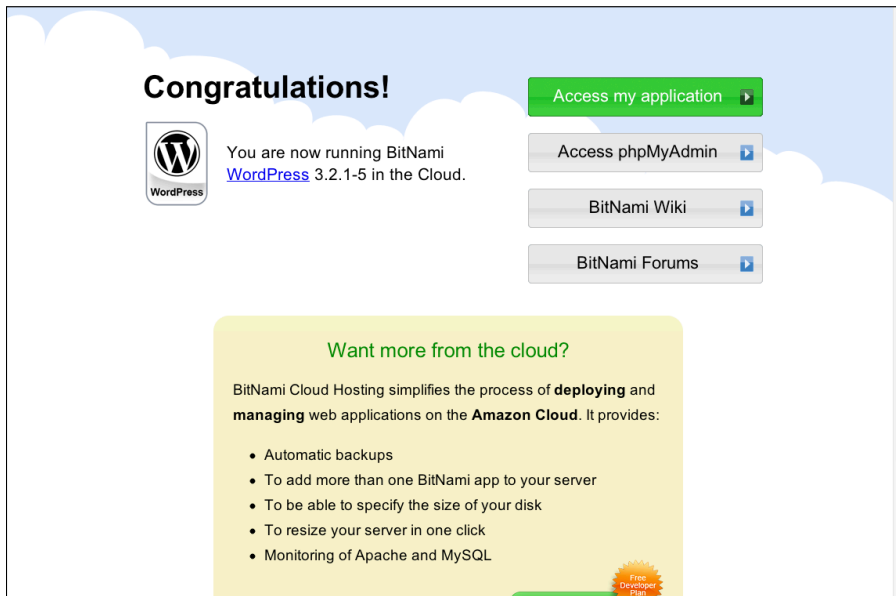 Congratulations!
WordPress
You are now running BitNami
WordPress 3.2.1-5 in the Cloud.
Access my application
Access phpMyAdmin
BitNami Wiki
BitNami Forums
Want more from the cloud?
BitNami Cloud Hosting simplifies the process of deploying and
managing web applications on the Amazon Cloud. It provides:
• Automatic backups
• To add more than one BitNami app to your server
• To be able to specify the size of your disk
• To resize your server in one click
• Monitoring of Apache and MySQL
Free
Developer
Plan